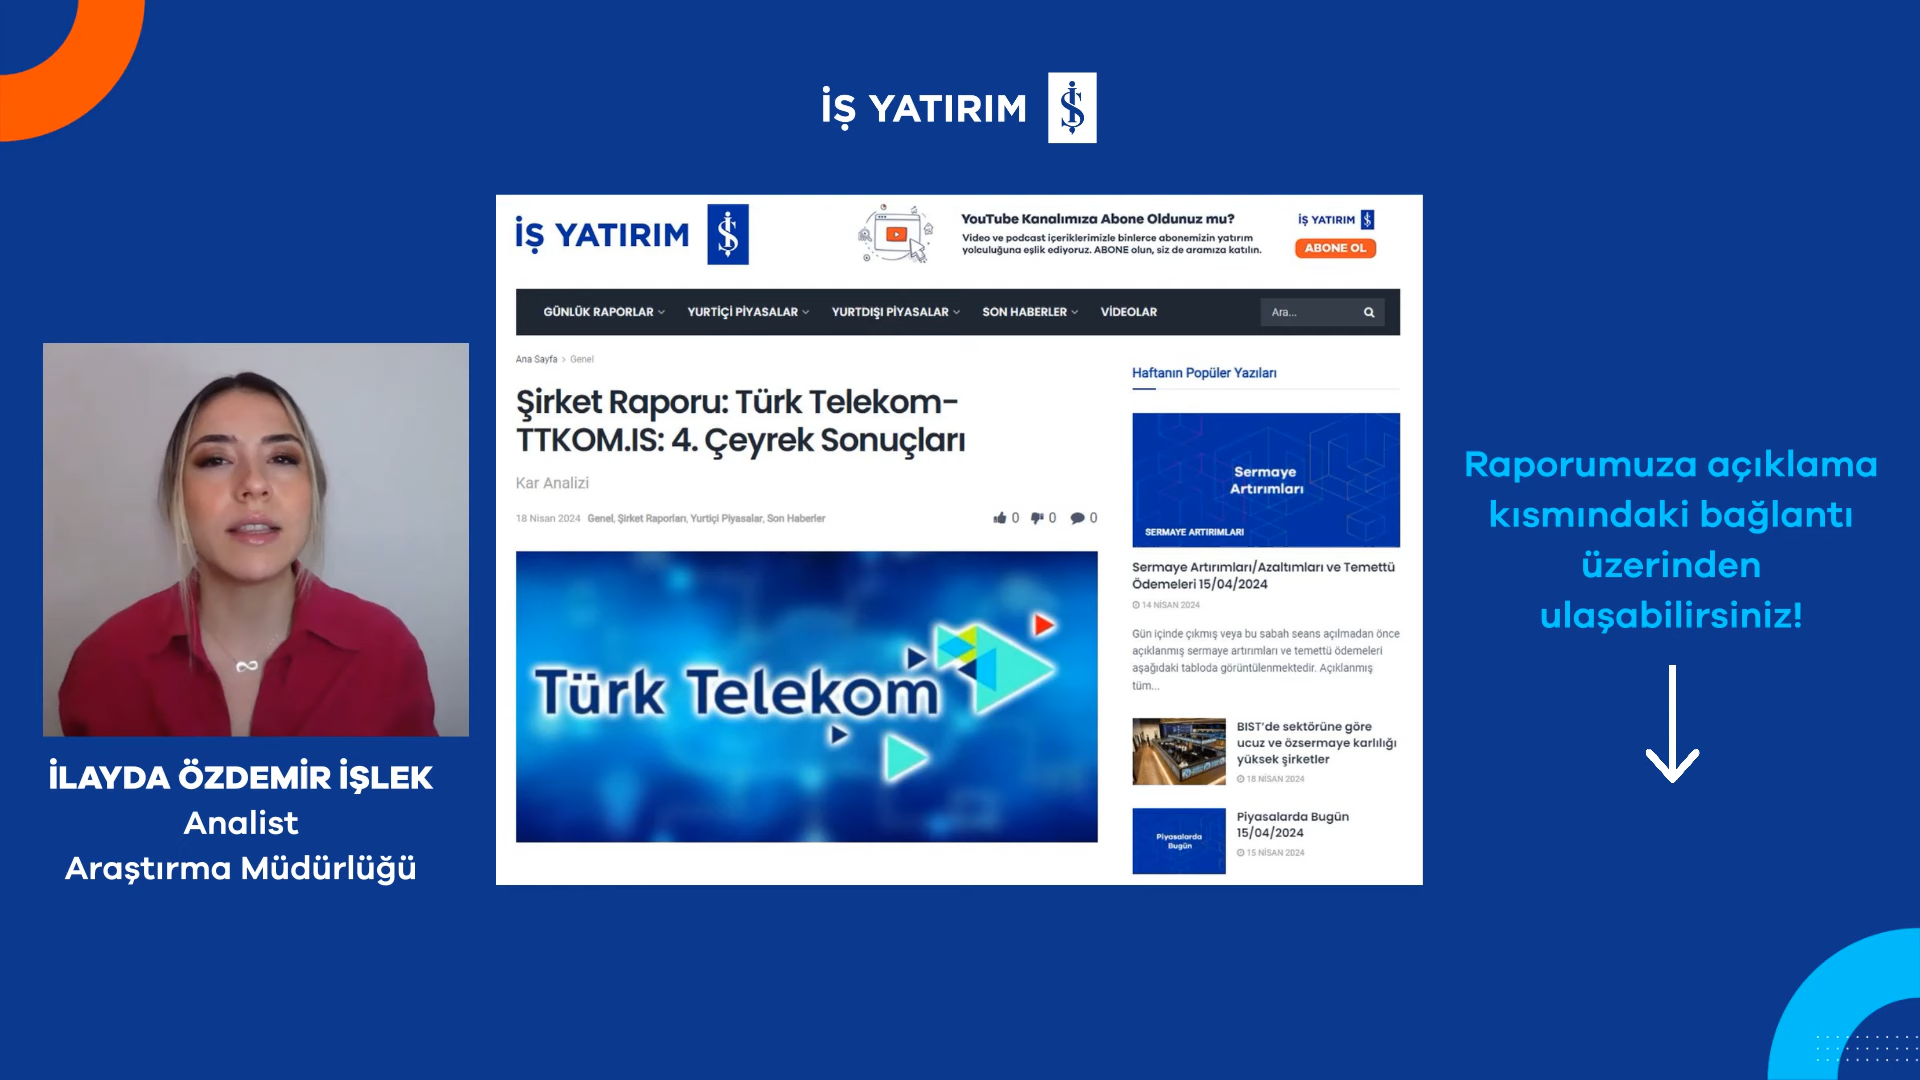 İŞ YATIRIM
İŞ YATIRIM
YouTube Kanalımıza Abone Oldunuz mu?
Video ve podcast içeriklerimizle binlerce abonemizin yatırım
yolculuğuna eşlik ediyoruz. ABONE olun, siz de aramıza katılın.
İŞ YATIRIM
ABONE OL
GÜNLÜK RAPORLAR
YURTİÇİ PİYASALAR
YURTDIŞI PİYASALAR
SON HABERLER
VİDEOLAR
Ara...
Ana Sayfa > Genel
Şirket Raporu: Türk Telekom-
TTKOM.IS: 4. Çeyrek Sonuçları
Kar Analizi
18 Nisan 2024 Genel, Şirket Raporları, Yurtiçi Piyasalar, Son Haberler
0 0 0
Türk Telekom
Haftanın Popüler Yazıları
Sermaye
Artırımları
SERMAYE ARTIRIMLARI
Sermaye Artırımları/Azaltımları ve Temettü
Ödemeleri 15/04/2024
14 NİSAN 2024
Gün içinde çıkmış veya bu sabah seans açılmadan önce
açıklanmış sermaye artırımları ve temettü ödemeleri
aşağıdaki tabloda görüntülenmektedir. Açıklanmış
tüm...
BIST'de sektörüne göre
ucuz ve özsermaye karlılığı
yüksek şirketler
18 NİSAN 2024
Piyasalarda
Bugün
Piyasalarda Bugün
15/04/2024
15 NİSAN 2024
İLAYDA ÖZDEMİR İŞLEK
Analist
Araştırma Müdürlüğü
Raporumuza açıklama
kısmındaki bağlantı
üzerinden
ulaşabilirsiniz!